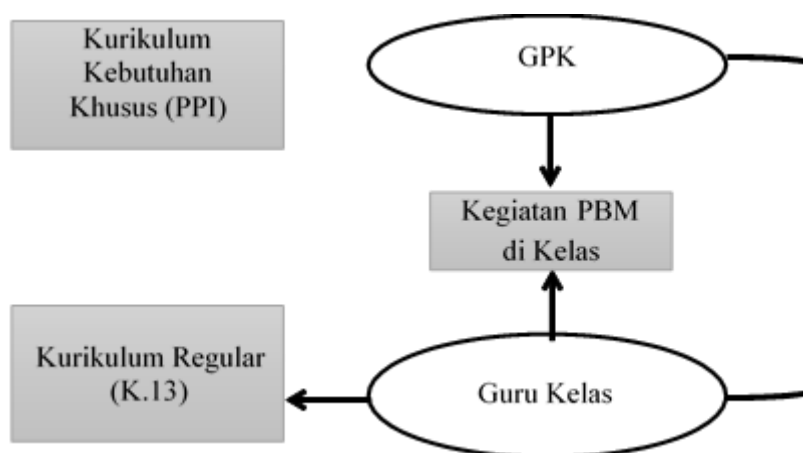 Kurikulum
Kebutuhan
Khusus (PPI)
GPK
Kegiatan PBM
di Kelas
Kurikulum Regular
(K.13)
Guru Kelas